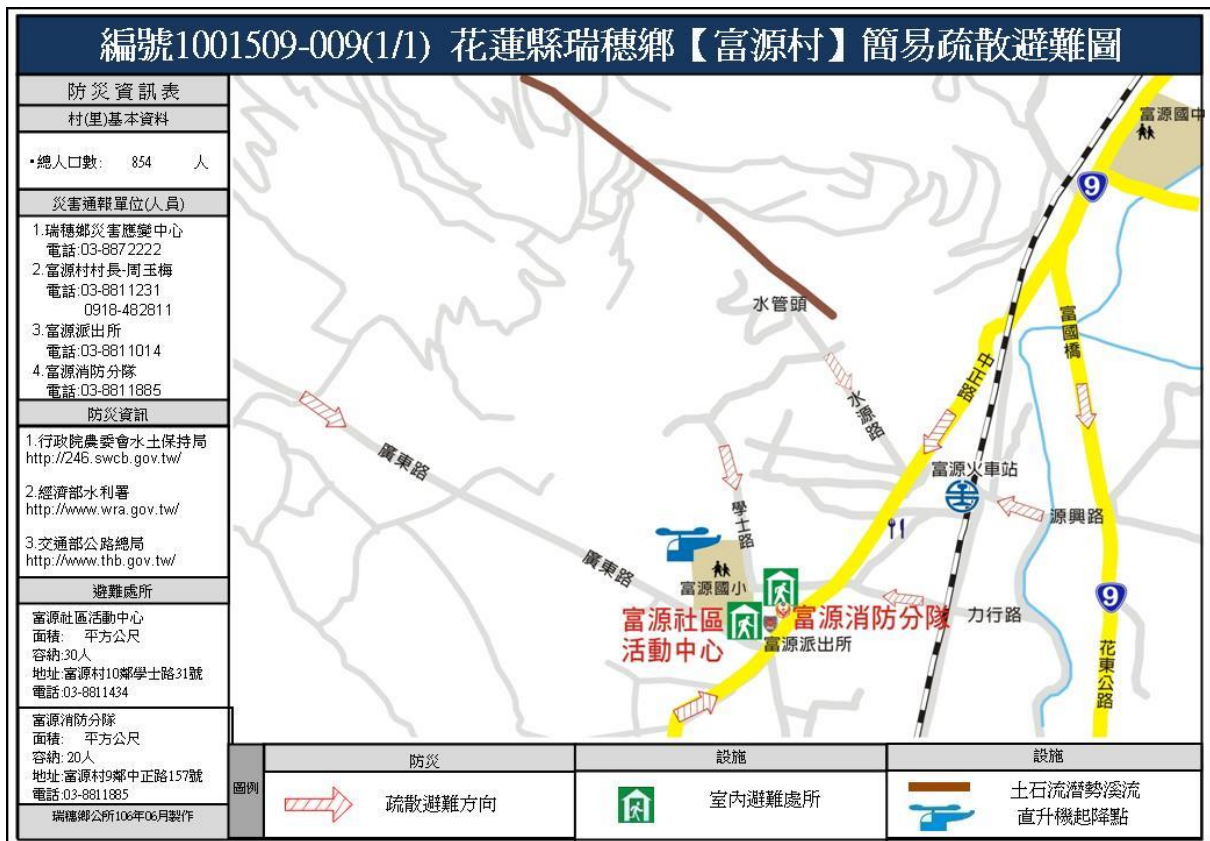 編號1001509-009(1/1) 花蓮縣瑞穗鄉【富源村】簡易疏散避難圖
防災資訊表
村(里)基本資料
•總人口數: 854 人
災害通報單位(人員)
1.瑞穗鄉災害應變中心
電話:03-8872222
2.富源村村長-周玉梅
電話:03-8811231
0918-482811
3.富源派出所
電話:03-8811014
4.富源消防分隊
電話:03-8811885
防災資訊
1.行政院農委會水土保持局
http://246.swcb.gov.tw/
2.經濟部水利署
http://www.wra.gov.tw/
3.交通部公路總局
http://www.thb.gov.tw/
避難處所
富源社區活動中心
面積: 平方公尺
容納:30人
地址:富源村10鄰學士路31號
電話:03-8811434
富源消防分隊
面積: 平方公尺
容納: 20人
地址:富源村9鄰中正路157號
電話:03-8811885
瑞穗鄉公所106年06月製作
富源國中
9
水管頭
富國橋
中正路
水源路
廣東路
富源火車站
學士路
源興路
廣東路
富源國小
9
富源社區
活動中心
富源消防分隊
力行路
富源派出所
花東公路
圖例
防災
設施
設施
疏散避難方向
室內避難處所
土石流潛勢溪流
直升機起降點